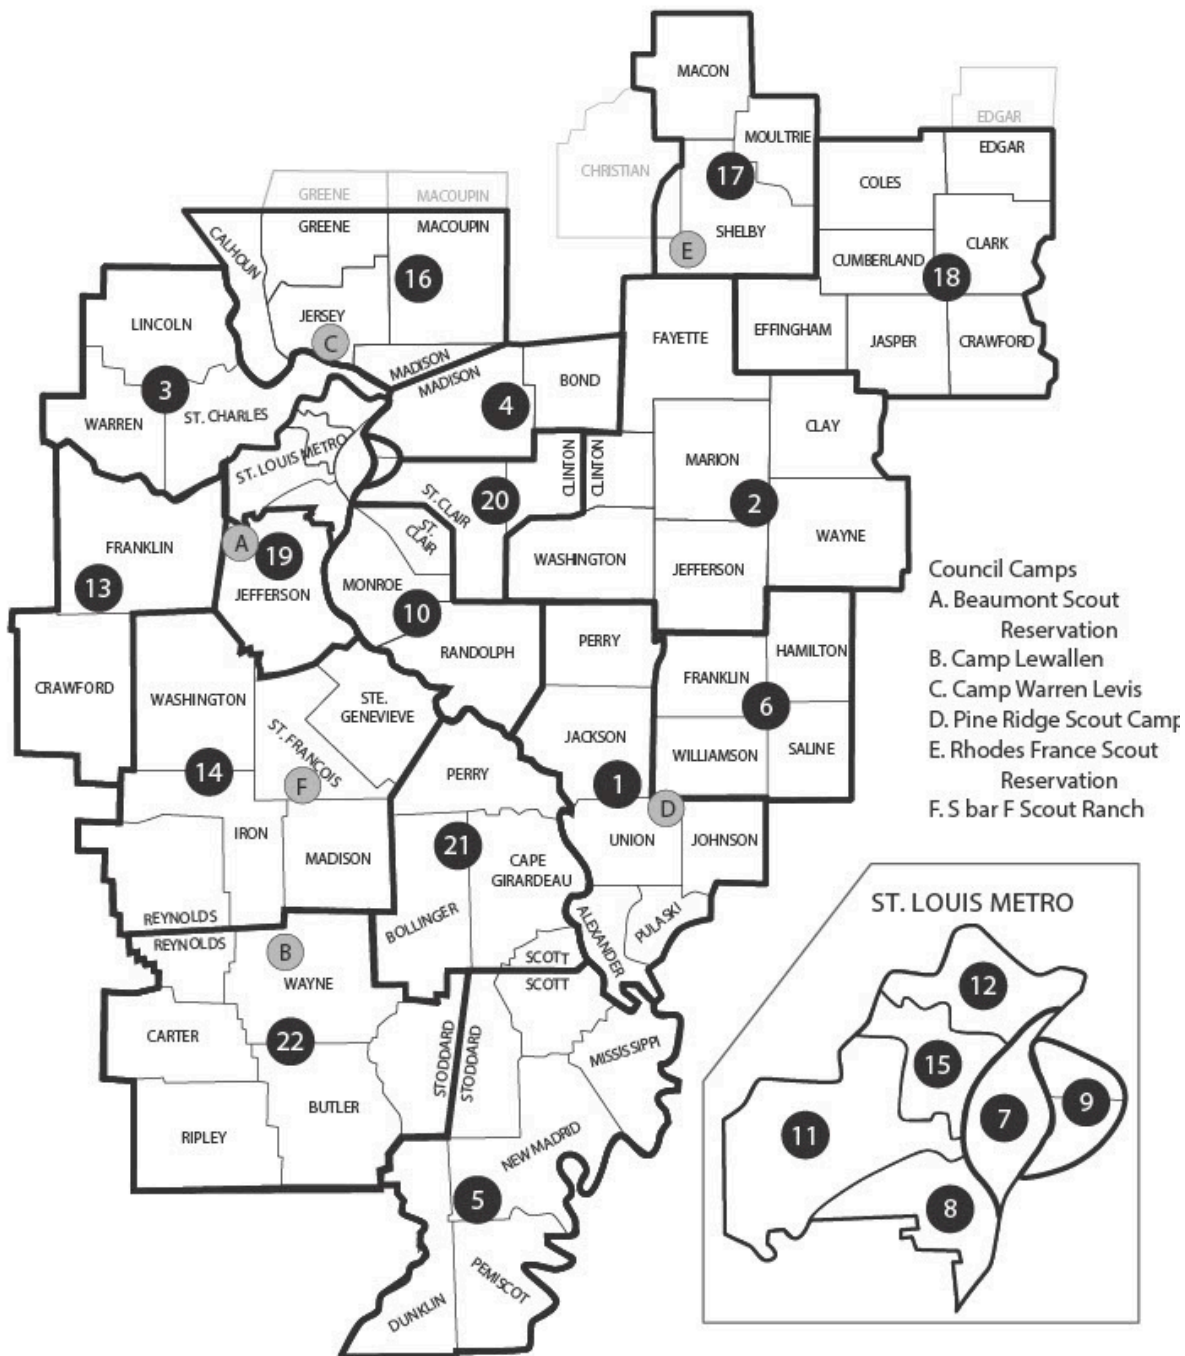 MACON
EDGAR
MOULTRIE
EDGAR
CHRISTIAN
17
COLES
GREENE
MACOUPIN
GREENE
MACOUPIN
SHELBY
CLARK
CALHOUN
E
CUMBERLAND
18
16
LINCOLN
JERSEY
C
FAYETTE
EFFINGHAM
JASPER
CRAWFORD
MADISON
MADISON
BOND
3
4
WARREN
ST. CHARLES
CLAY
ST. LOUIS METRO
MARION
CLINTON
CLINTON
20
ST. CLAIR
ST. CLAIR
2
WAYNE
FRANKLIN
A
19
WASHINGTON
JEFFERSON
13
JEFFERSON
MONROE
10
PERRY
HAMILTON
RANDOLPH
FRANKLIN
CRAWFORD
WASHINGTON
STE.
GENEVIEVE
6
ST. FRANCOIS
JACKSON
WILLIAMSON
SALINE
14
PERRY
1
F
D
IRON
MADISON
21
UNION
JOHNSON
CAPE
GIRARDEAU
REYNOLDS
BOLLINGER
ALEXANDER
PULASKI
REYNOLDS
B
SCOTT
WAYNE
SCOTT
CARTER
22
STODDARD
STODDARD
MISSISSIPPI
BUTLER
RIPLEY
NEW MADRID
5
PEMISCOT
DUNKLIN
Council Camps
A. Beaumont Scout
Reservation
B. Camp Lewallen
C. Camp Warren Levis
D. Pine Ridge Scout Camp
E. Rhodes France Scout
Reservation
F. S bar F Scout Ranch
ST. LOUIS METRO
12
15
7
9
11
8